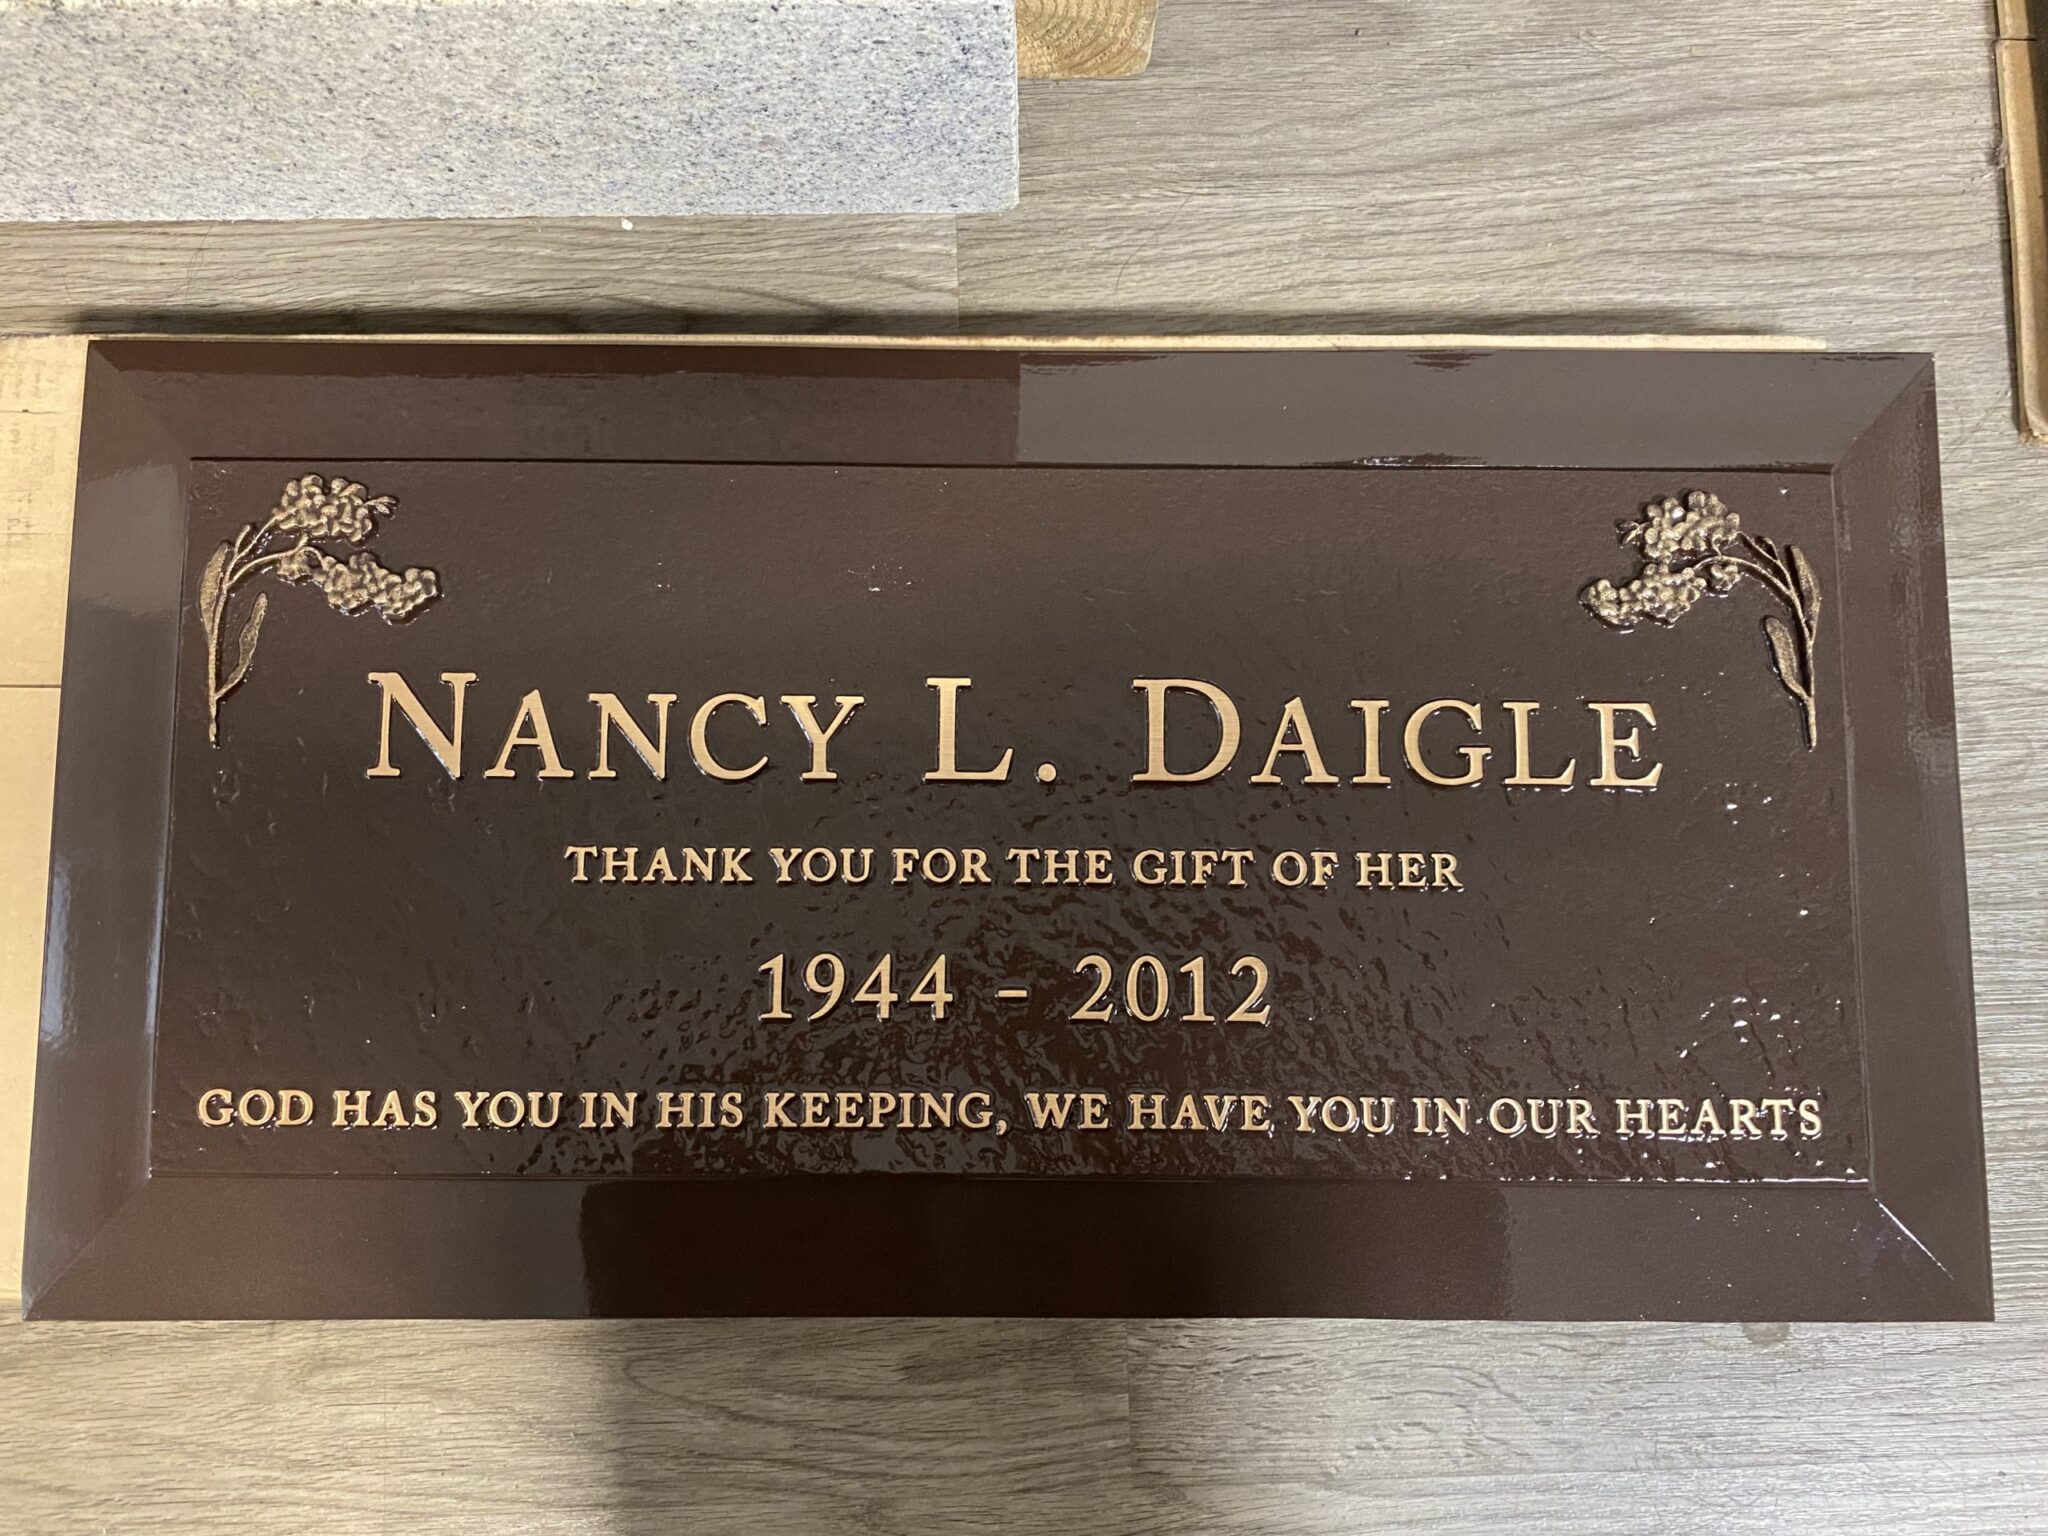 NANCY L. DAIGLE
THANK YOU FOR THE GIFT OF HER
1944 - 2012
GOD HAS YOU IN HIS KEEPING, WE HAVE YOU IN OUR HEARTS